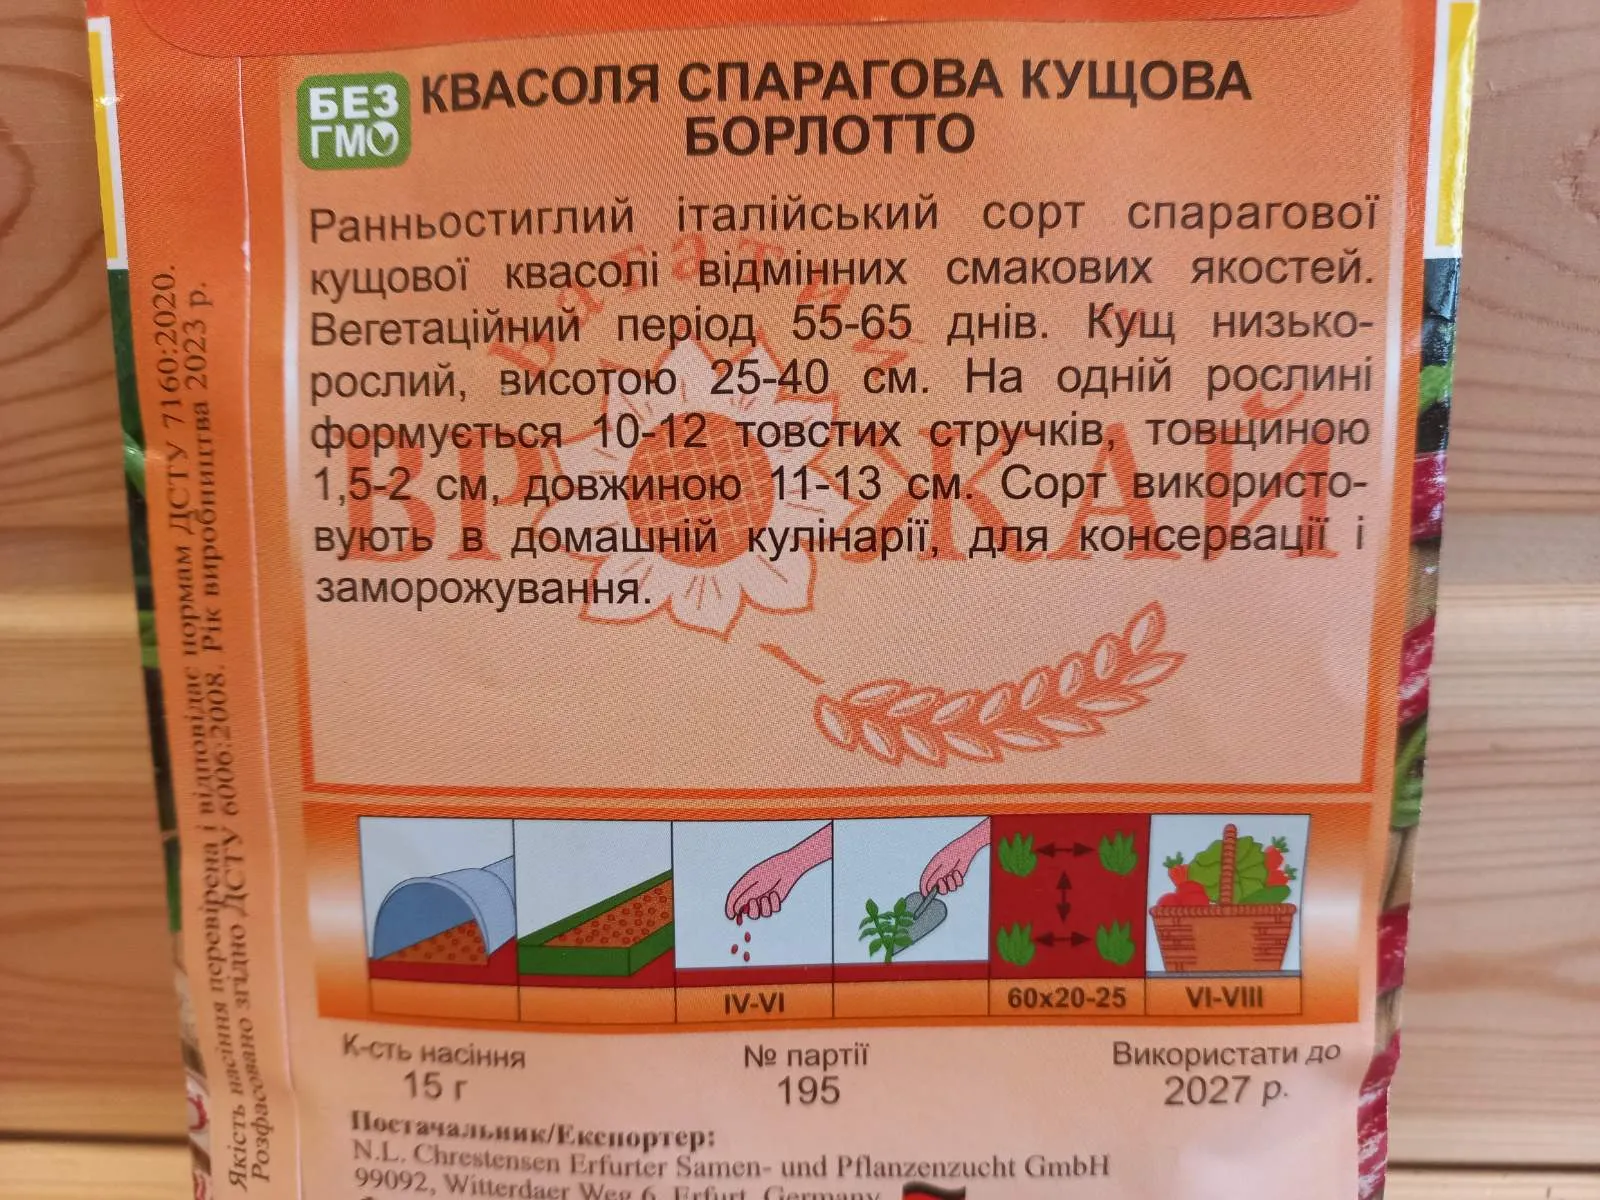 БЕЗ
ГМО
КВАСОЛЯ СПАРАГОВА КУЩОВА
БОРЛОТТО
Ранньостиглий італійський сорт спарагової
кущової квасолі відмінних смакових якостей.
Вегетаційний період 55-65 днів. Кущ низько-
рослий, висотою 25-40 см. На одній рослині
формується 10-12 товстих стручків, товщиною
1,5-2 см, довжиною 11-13 см. Сорт використо-
вують в домашній кулінарії, для консервації і
заморожування.
Багатий
ВРОЖАЙ
IV-VI
60х20-25
VI-VIII
К-сть насіння
15 г
№ партії
195
Використати до
2027 р.
Постачальник/Експортер:
N.L. Chrestensen Erfurter Samen- und Pflanzenzucht GmbH
99092, Witterdaer Weg 6, Erfurt, Germany
Якість насіння перевірена і відповідає нормам ДСТУ 7160:2020.
Розфасовано згідно ДСТУ 6006:2008. Рік виробництва 2023 р.